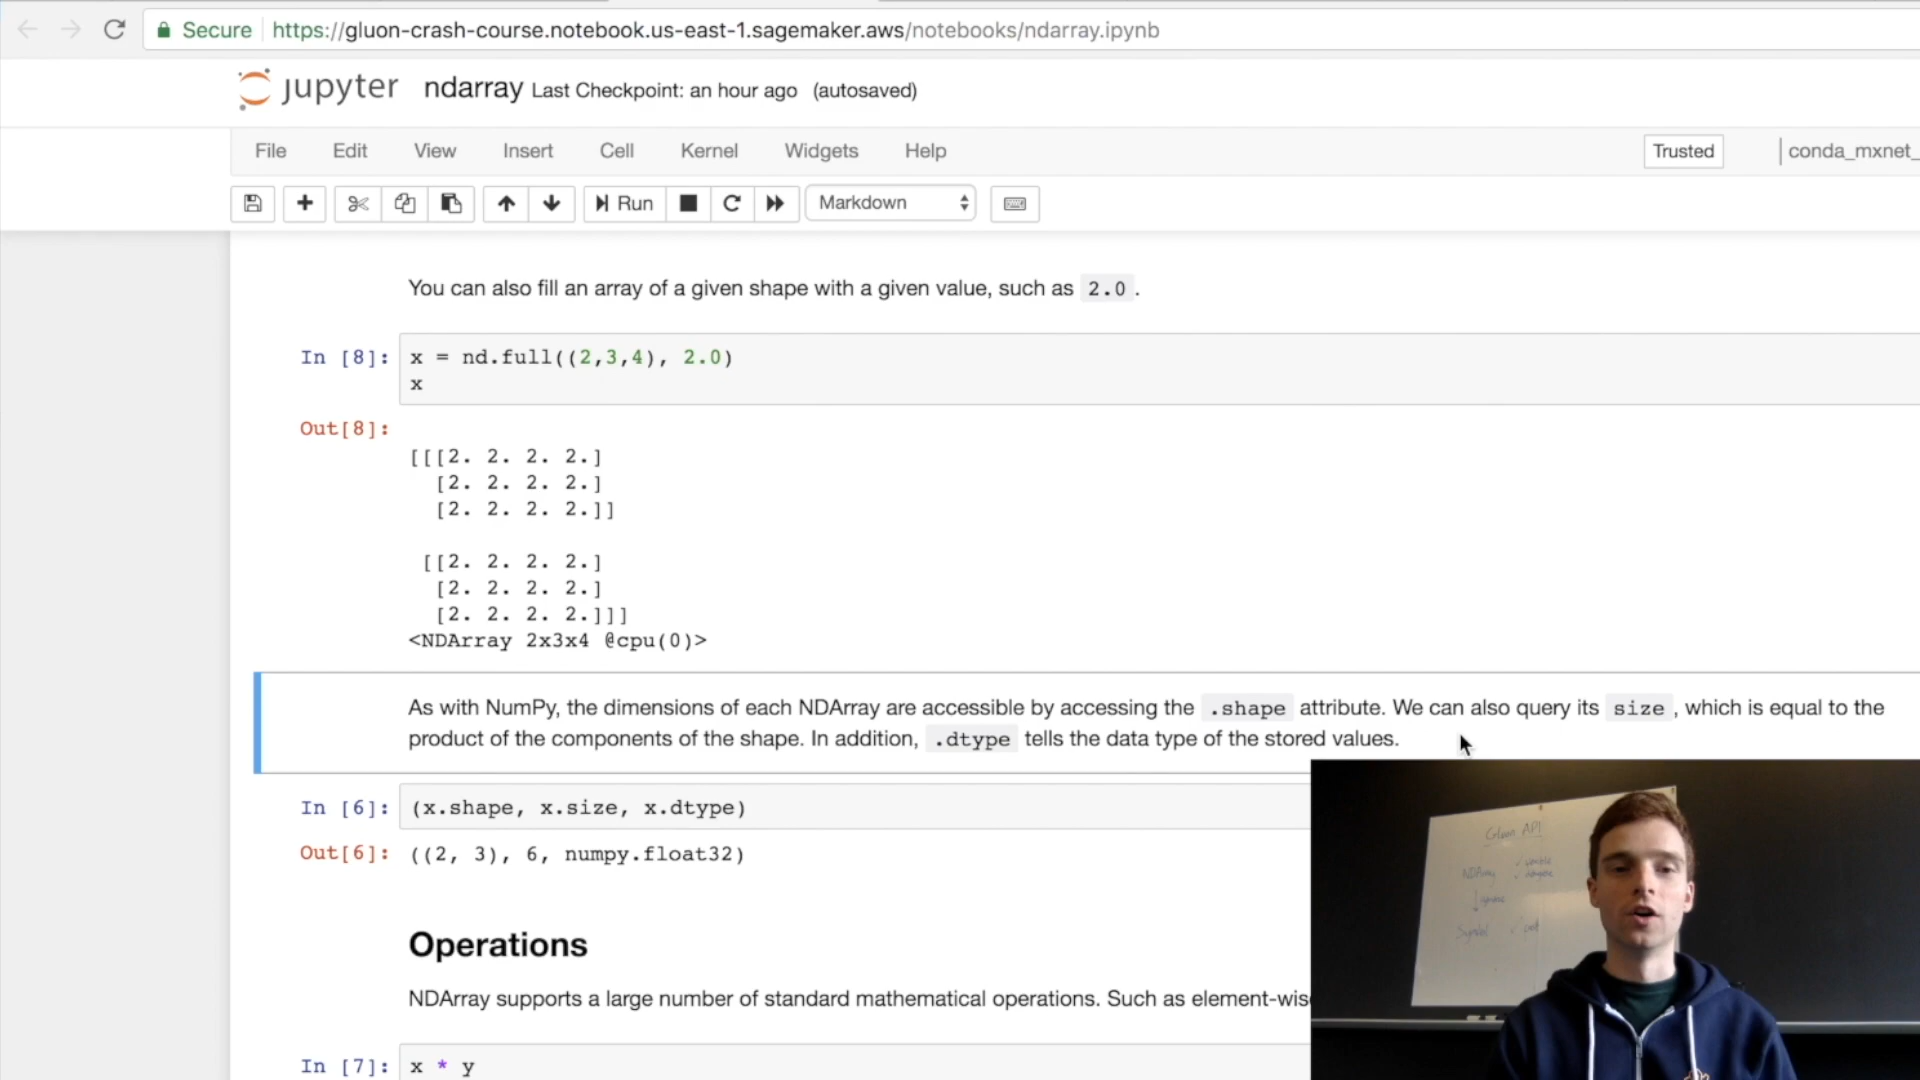 Secure https://gluon-crash-course.notebook.us-east-1.sagemaker.aws/notebooks/ndarray.ipynb
jupyter ndarray Last Checkpoint: an hour ago (autosaved)
File Edit View Insert Cell Kernel Widgets Help Trusted conda_mxnet_
Run Markdown
You can also fill an array of a given shape with a given value, such as 2.0.
In [8]: x = nd.full((2,3,4), 2.0)
x
Out[8]:
[[[2. 2. 2. 2.]
[2. 2. 2. 2.]
[2. 2. 2. 2.]]
[[2. 2. 2. 2.]
[2. 2. 2. 2.]
[2. 2. 2. 2.]]]
<NDArray 2x3x4 @cpu(0)>
As with NumPy, the dimensions of each NDArray are accessible by accessing the .shape attribute. We can also query its size, which is equal to the
product of the components of the shape. In addition, .dtype tells the data type of the stored values.
In [6]: (x.shape, x.size, x.dtype)
Out[6]: ((2, 3), 6, numpy.float32)
Operations
NDArray supports a large number of standard mathematical operations. Such as element-wis
In [7]: x * y
Gluon API
NDArray
Symbol